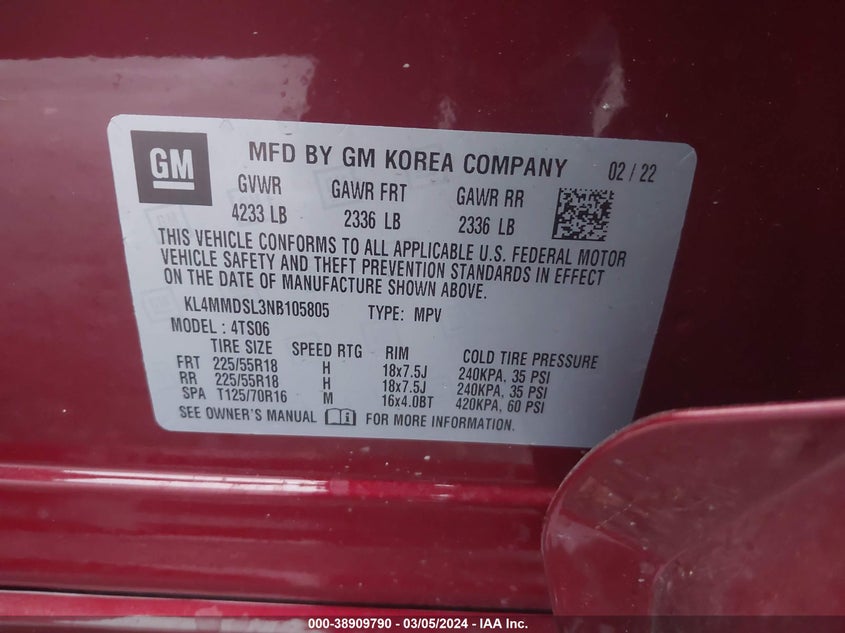 GM MFD BY GM KOREA COMPANY 02 / 22
GVWR GAWR FRT GAWR RR
4233 LB 2336 LB 2336 LB
THIS VEHICLE CONFORMS TO ALL APPLICABLE U.S. FEDERAL MOTOR
VEHICLE SAFETY AND THEFT PREVENTION STANDARDS IN EFFECT
ON THE DATE OF MANUFACTURE SHOWN ABOVE.
KL4MMDSL3NB105805 TYPE: MPV
MODEL : 4TS06
TIRE SIZE SPEED RTG RIM COLD TIRE PRESSURE
FRT 225/55R18 H 18x7.5J 240KPA, 35 PSI
RR 225/55R18 H 18x7.5J 240KPA, 35 PSI
SPA T125/70R16 M 16x4.0BT 420KPA, 60 PSI
SEE OWNER'S MANUAL FOR MORE INFORMATION.
000-38909790 - 03/05/2024 - IAA Inc.